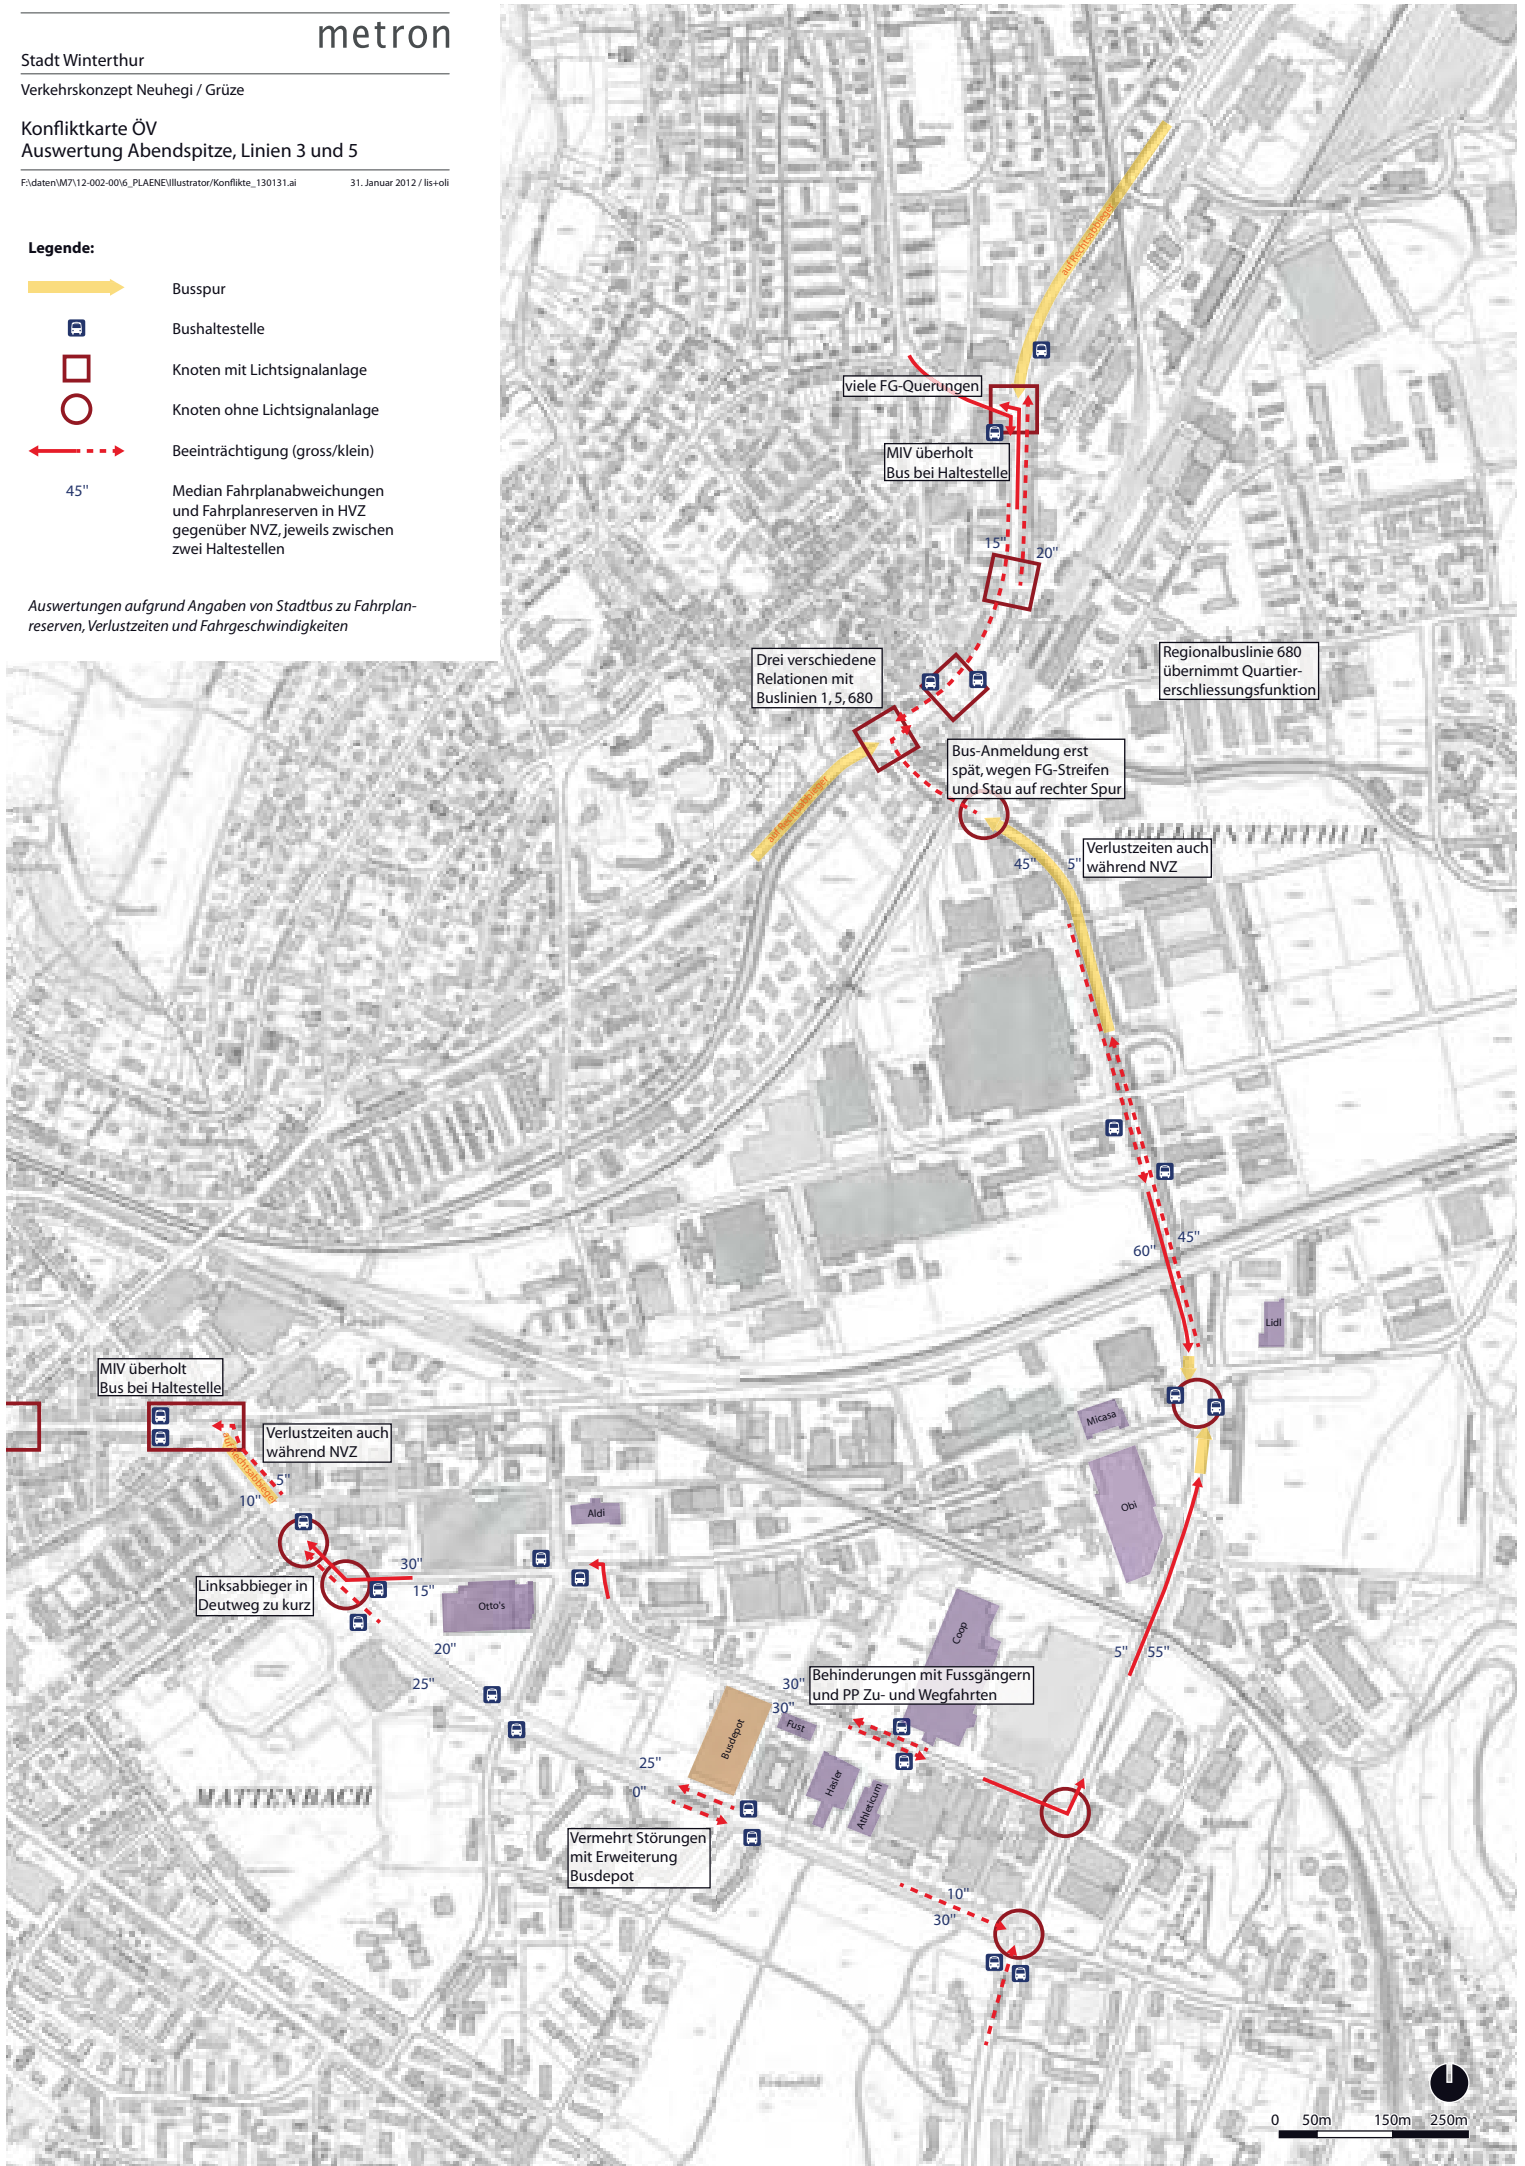 metron
Stadt Winterthur
Verkehrskonzept Neuhegi / Grüze
Konfliktkarte ÖV
Auswertung Abendspitze, Linien 3 und 5
F:\daten\M7\12-002-00\6_PLAENE\Illustrator/Konflikte_130131.ai 31. Januar 2012 / lis+oli
Legende:
Busspur
Bushaltestelle
Knoten mit Lichtsignalanlage
Knoten ohne Lichtsignalanlage
Beeinträchtigung (gross/klein)
45" Median Fahrplanabweichungen
und Fahrplanreserven in HVZ
gegenüber NVZ, jeweils zwischen
zwei Haltestellen
Auswertungen aufgrund Angaben von Stadtbus zu Fahrplan-
reserven, Verlustzeiten und Fahrgeschwindigkeiten
auf Rechtsabbieger
viele FG-Querungen
MIV überholt
Bus bei Haltestelle
15"
20"
Drei verschiedene
Relationen mit
Buslinien 1, 5, 680
Regionalbuslinie 680
übernimmt Quartier-
erschliessungsfunktion
Bus-Anmeldung erst
spät, wegen FG-Streifen
und Stau auf rechter Spur
auf Rechtsabbieger
45"
5"
Verlustzeiten auch
während NVZ
45"
60"
Lidl
MIV überholt
Bus bei Haltestelle
Micasa
Verlustzeiten auch
während NVZ
auf Rechtsabbieger
5"
10"
Obi
Aldi
30"
15"
Linksabbieger in
Deutweg zu kurz
Otto's
20"
25"
Coop
5"
55"
Behinderungen mit Fussgängern
und PP Zu- und Wegfahrten
30"
30"
Fust
Busdepot
25"
0"
Hasler
Athleticum
MATTENBACH
Vermehrt Störungen
mit Erweiterung
Busdepot
10"
30"
0 50m 150m 250m